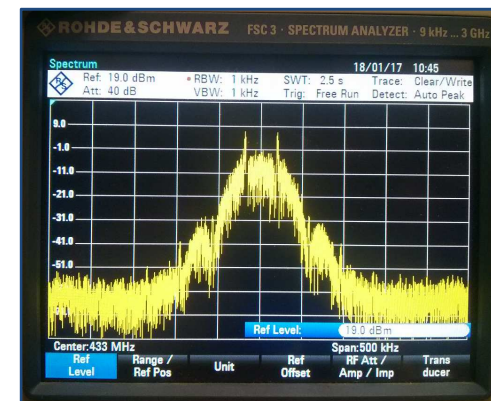 ROHDE&SCHWARZ FSC 3 · SPECTRUM ANALYZER · 9 kHz ... 3 GHz
Spectrum 18/01/17 10:45
Ref: 19.0 dBm • RBW: 1 kHz SWT: 2.5 s Trace: Clear/Write
Att: 40 dB VBW: 1 kHz Trig: Free Run Detect: Auto Peak
9.0
-1.0
-11.0
-21.0
-31.0
-41.0
-51.0
Ref Level: 19.0 dBm
Center:433 MHz Span:500 kHz
Ref Level Range / Ref Pos Unit Ref Offset RF Att / Amp / Imp Trans ducer